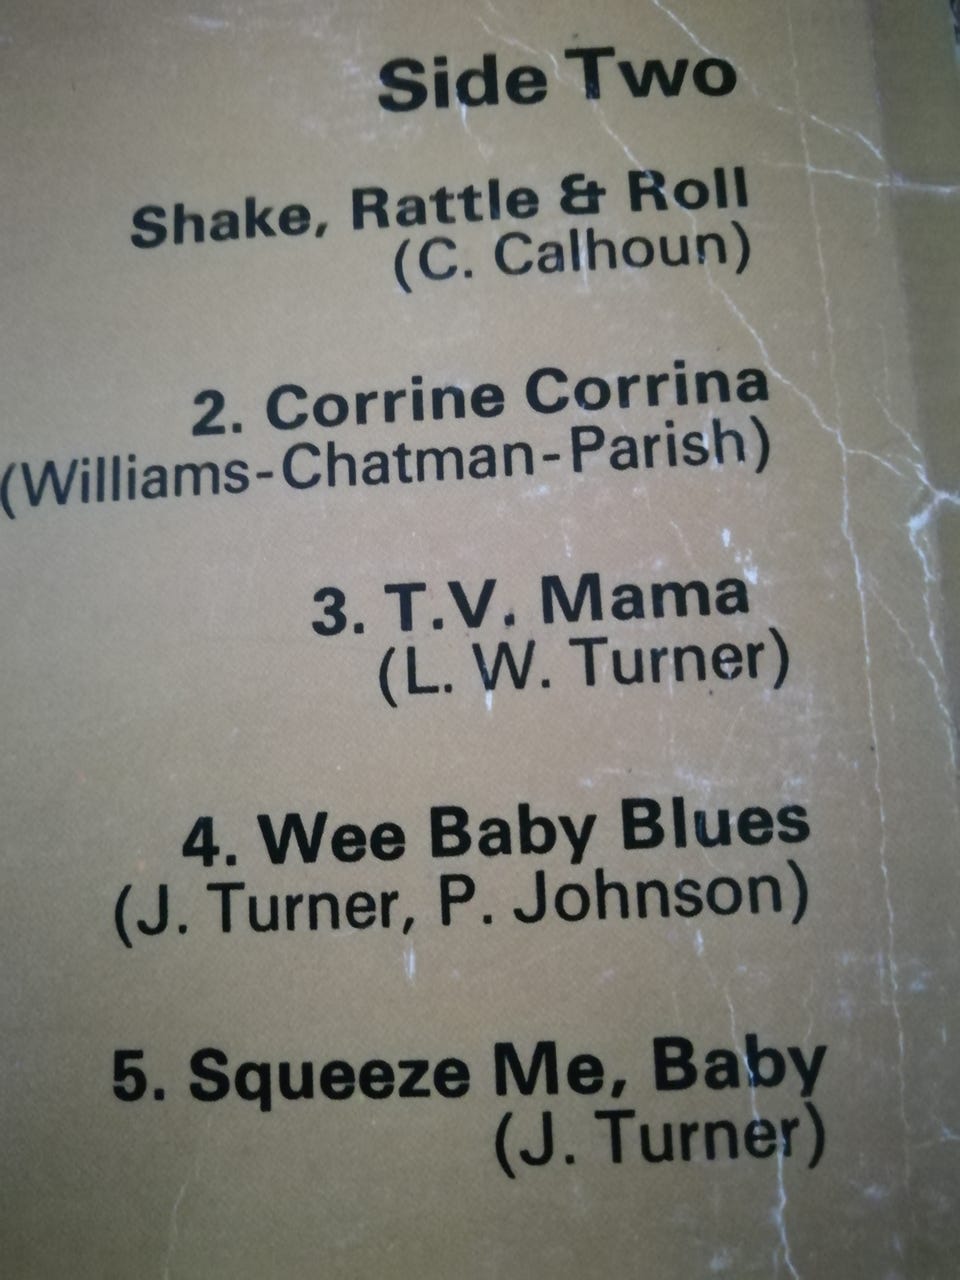 Side Two
Shake, Rattle & Roll
(C. Calhoun)
2. Corrine Corrina
(Williams-Chatman-Parish)
3. T.V. Mama
(L. W. Turner)
4. Wee Baby Blues
(J. Turner, P. Johnson)
5. Squeeze Me, Baby
(J. Turner)